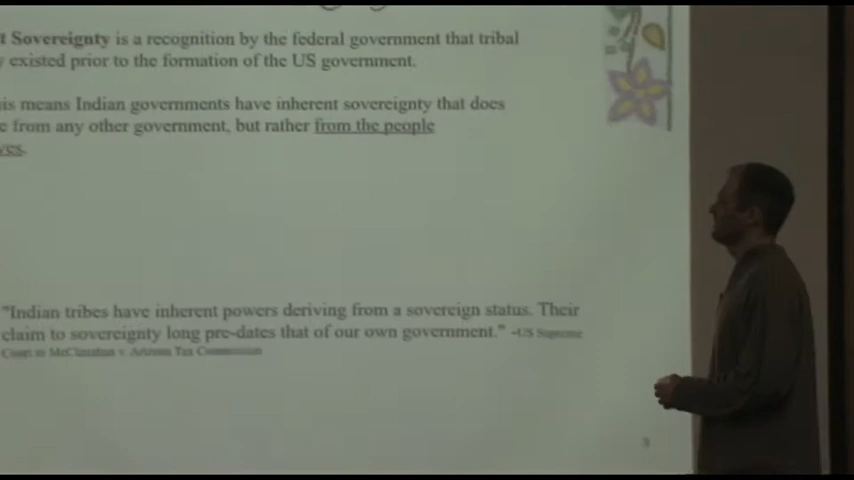 t Sovereignty is a recognition by the federal government that tribal
y existed prior to the formation of the US government.
is means Indian governments have inherent sovereignty that does
e from any other government, but rather from the people
ves.
"Indian tribes have inherent powers deriving from a sovereign status. Their
claim to sovereignty long pre-dates that of our own government." -US Supreme
Court in McClanahan v. Arizona Tax Commission